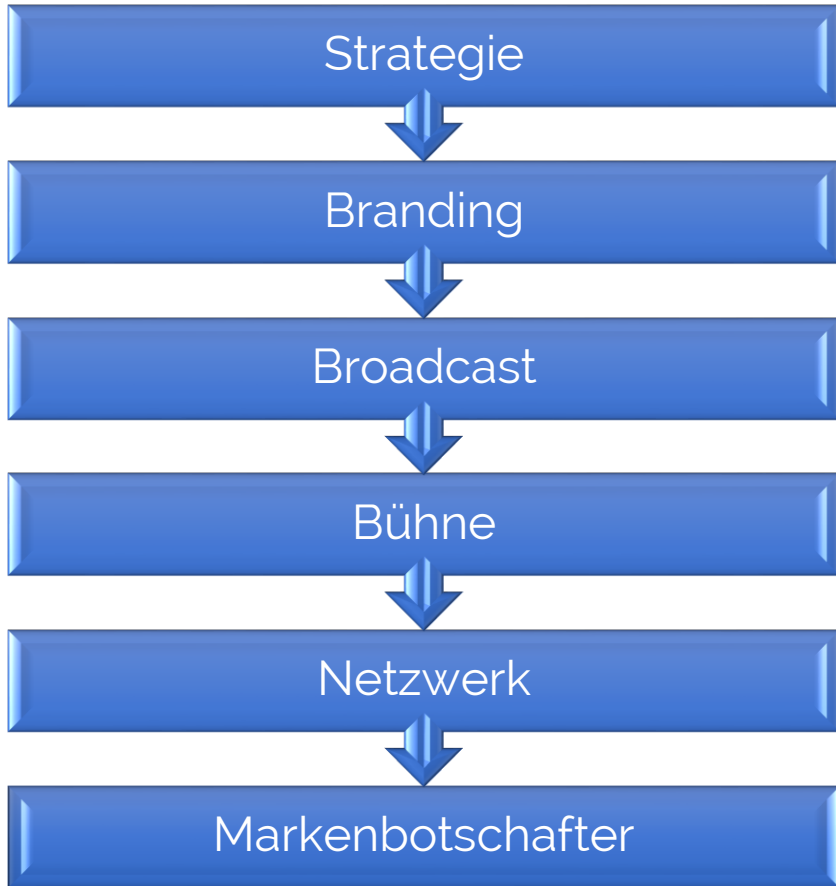 Strategie
Branding
Broadcast
Bühne
Netzwerk
Markenbotschafter